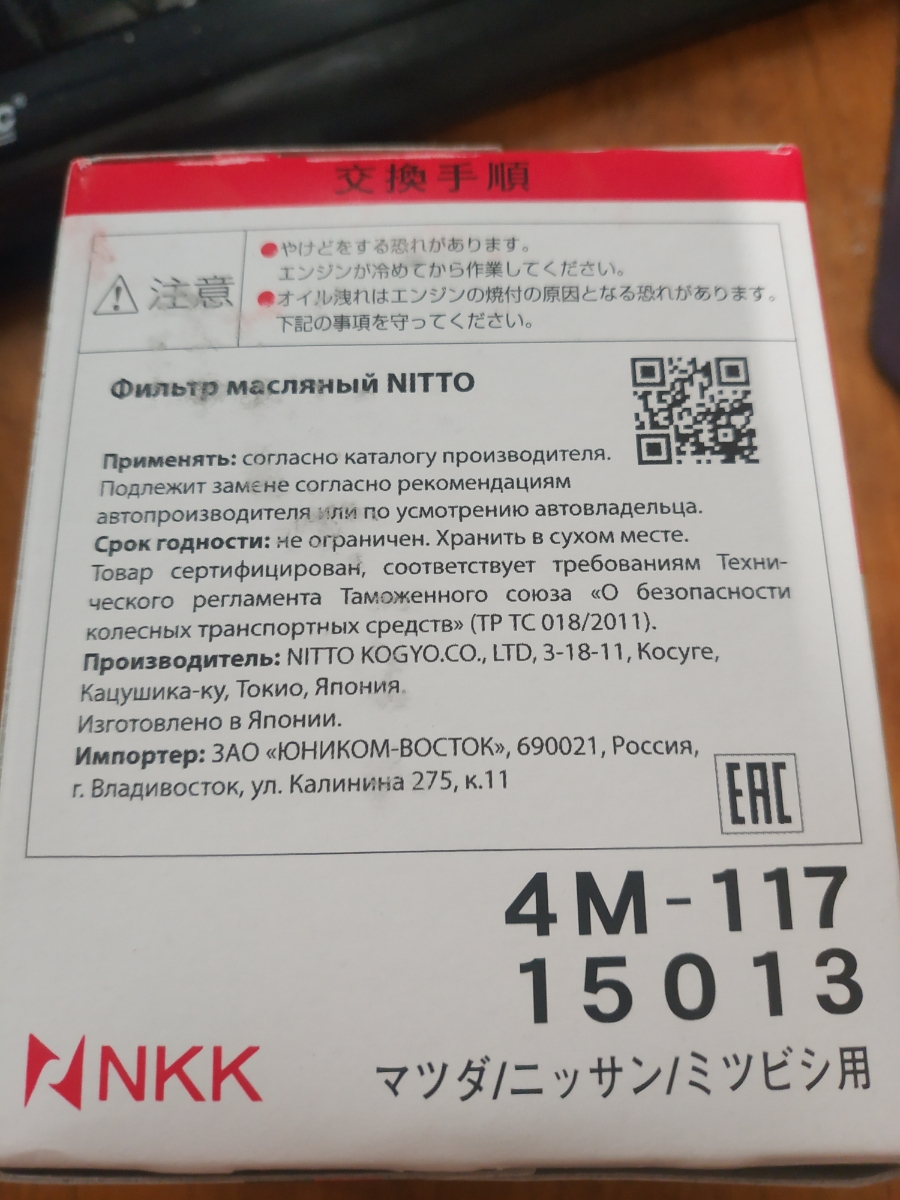 交換手順
注意
●やけどをする恐れがあります。
エンジンが冷めてから作業してください。
●オイル洩れはエンジンの焼付の原因となる恐れがあります。
下記の事項を守ってください。
Фильтр масляный NITTO
Применять: согласно каталогу производителя.
Подлежит замене согласно рекомендациям
автопроизводителя или по усмотрению автовладельца.
Срок годности: не ограничен. Хранить в сухом месте.
Товар сертифицирован, соответствует требованиям Техни-
ческого регламента Таможенного союза «О безопасности
колесных транспортных средств» (ТР ТС 018/2011).
Производитель: NITTO KOGYO.CO., LTD, 3-18-11, Косуге,
Кацушика-ку, Токио, Япония.
Изготовлено в Японии.
Импортер: ЗАО «ЮНИКОМ-ВОСТОК», 690021, Россия,
г. Владивосток, ул. Калинина 275, к.11
EAC
4M-117
15013
NKK
マツダ/ニッサン/ミツビシ用